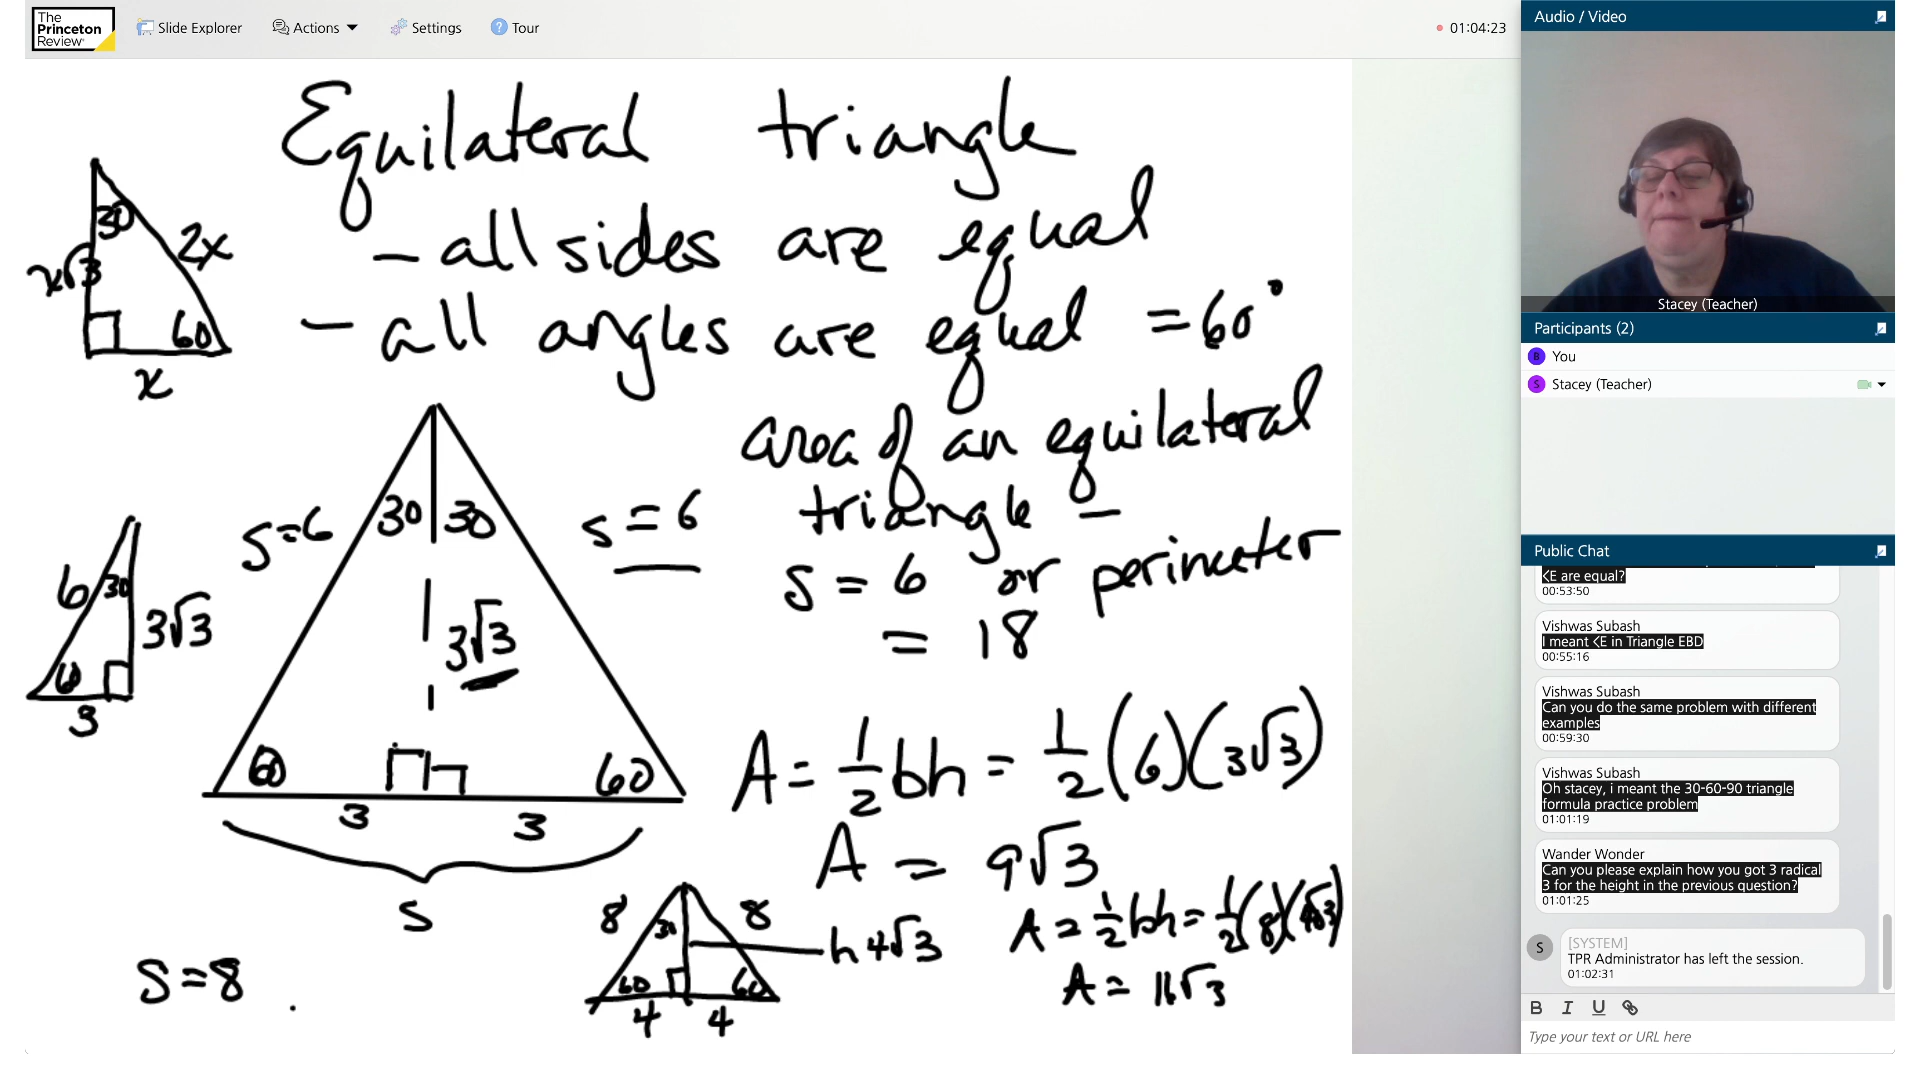 The
Princeton
Review
Slide Explorer
Actions
Settings
Tour
01:04:23
Equilateral triangle
- all sides are equal
- all angles are equal = 60°
30
2x
x√3
60
x
area of an equilateral
triangle -
s = 6 or perimeter
= 18
S=6
30 30
s = 6
3√3
60
60
3
3
S
6
30
3√3
60
3
A = 1/2 bh = 1/2 (6)(3√3)
A = 9√3
S=8
8
8
30
h 4√3
60
60
4
4
A = 1/2 bh = 1/2 (8)(4√3)
A = 16√3
Audio / Video
Stacey (Teacher)
Participants (2)
B
You
S
Stacey (Teacher)
Public Chat
<E are equal?
00:53:50
Vishwas Subash
I meant <E in Triangle EBD
00:55:16
Vishwas Subash
Can you do the same problem with different
examples
00:59:30
Vishwas Subash
Oh stacey, i meant the 30-60-90 triangle
formula practice problem
01:01:19
Wander Wonder
Can you please explain how you got 3 radical
3 for the height in the previous question?
01:01:25
S
[SYSTEM]
TPR Administrator has left the session.
01:02:31
B I U
Type your text or URL here